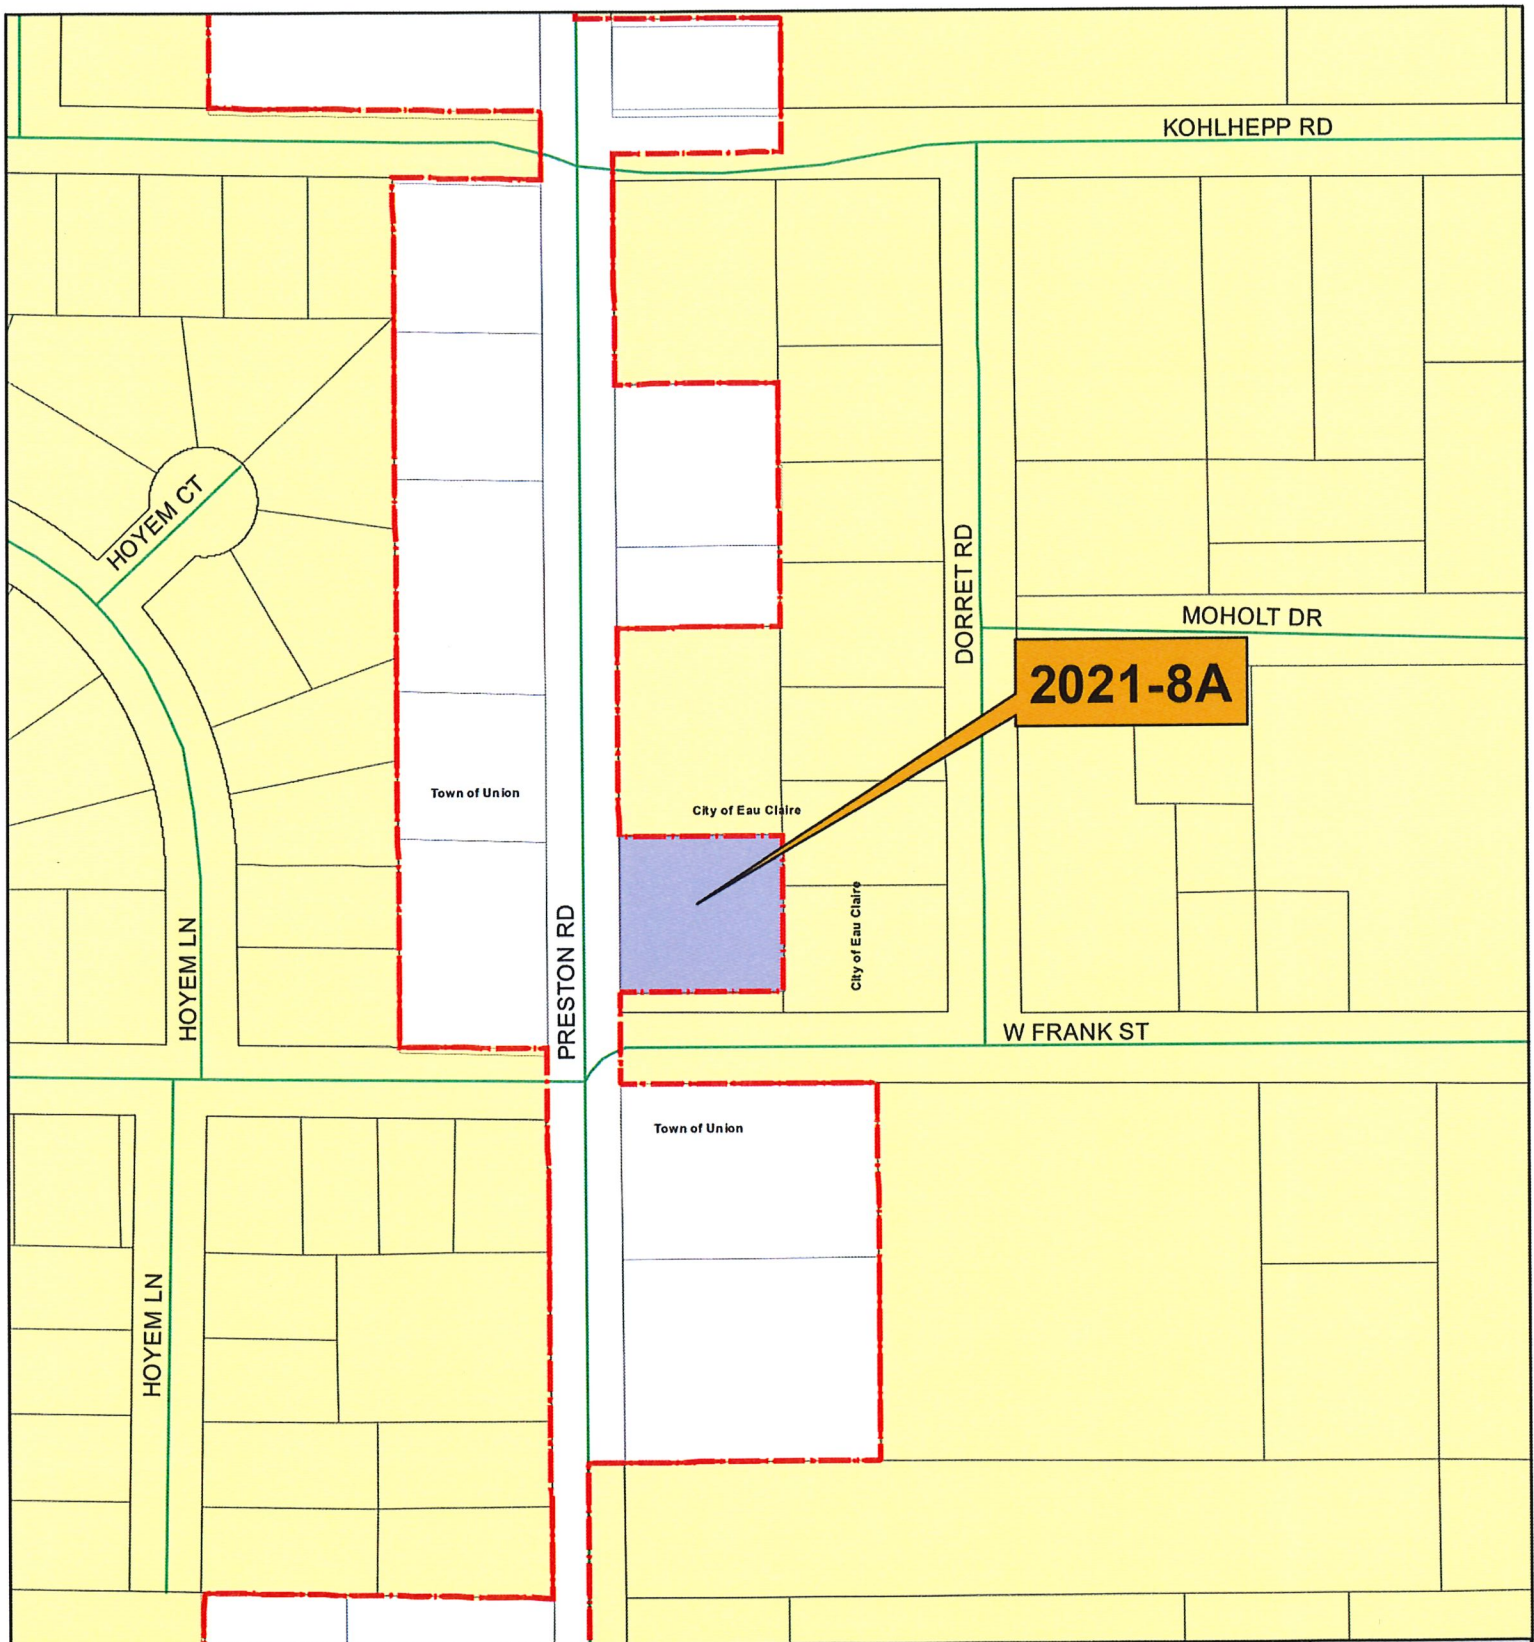 KOHLHEPP RD
HOYEM CT
DORRET RD
MOHOLT DR
2021-8A
Town of Union
City of Eau Claire
City of Eau Claire
HOYEM LN
PRESTON RD
W FRANK ST
Town of Union
HOYEM LN